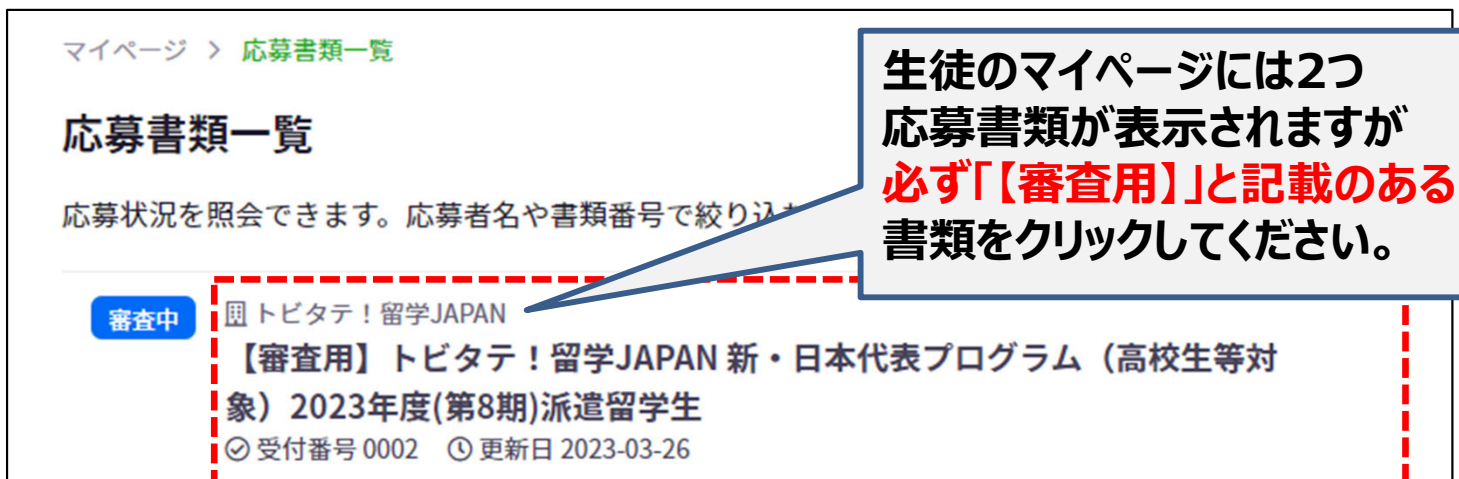 マイページ > 応募書類一覧
生徒のマイページには2つ
応募書類が表示されますが
必ず「【審査用】」と記載のある
書類をクリックしてください。
応募書類一覧
応募状況を照会できます。応募者名や書類番号で絞り込
審査中
トビタテ！留学JAPAN
【審査用】トビタテ！留学JAPAN 新・日本代表プログラム（高校生等対
象）2023年度(第8期)派遣留学生
受付番号 0002 更新日 2023-03-26